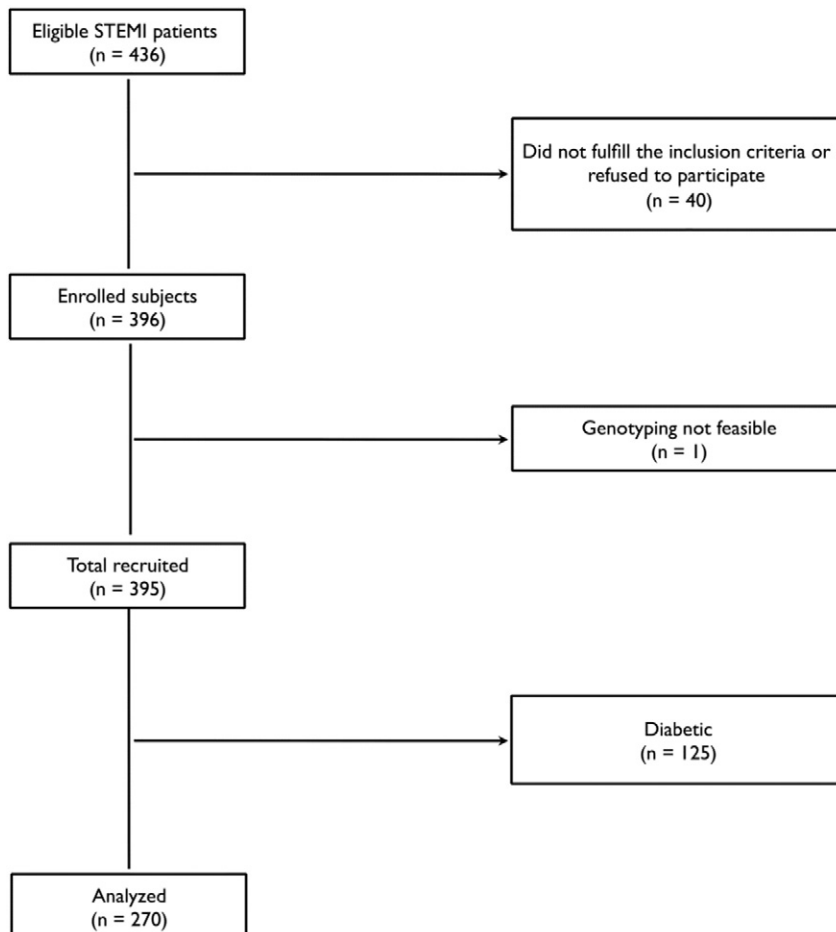 Eligible STEMI patients
(n = 436)
Did not fulfill the inclusion criteria or
refused to participate
(n = 40)
Enrolled subjects
(n = 396)
Genotyping not feasible
(n = 1)
Total recruited
(n = 395)
Diabetic
(n = 125)
Analyzed
(n = 270)